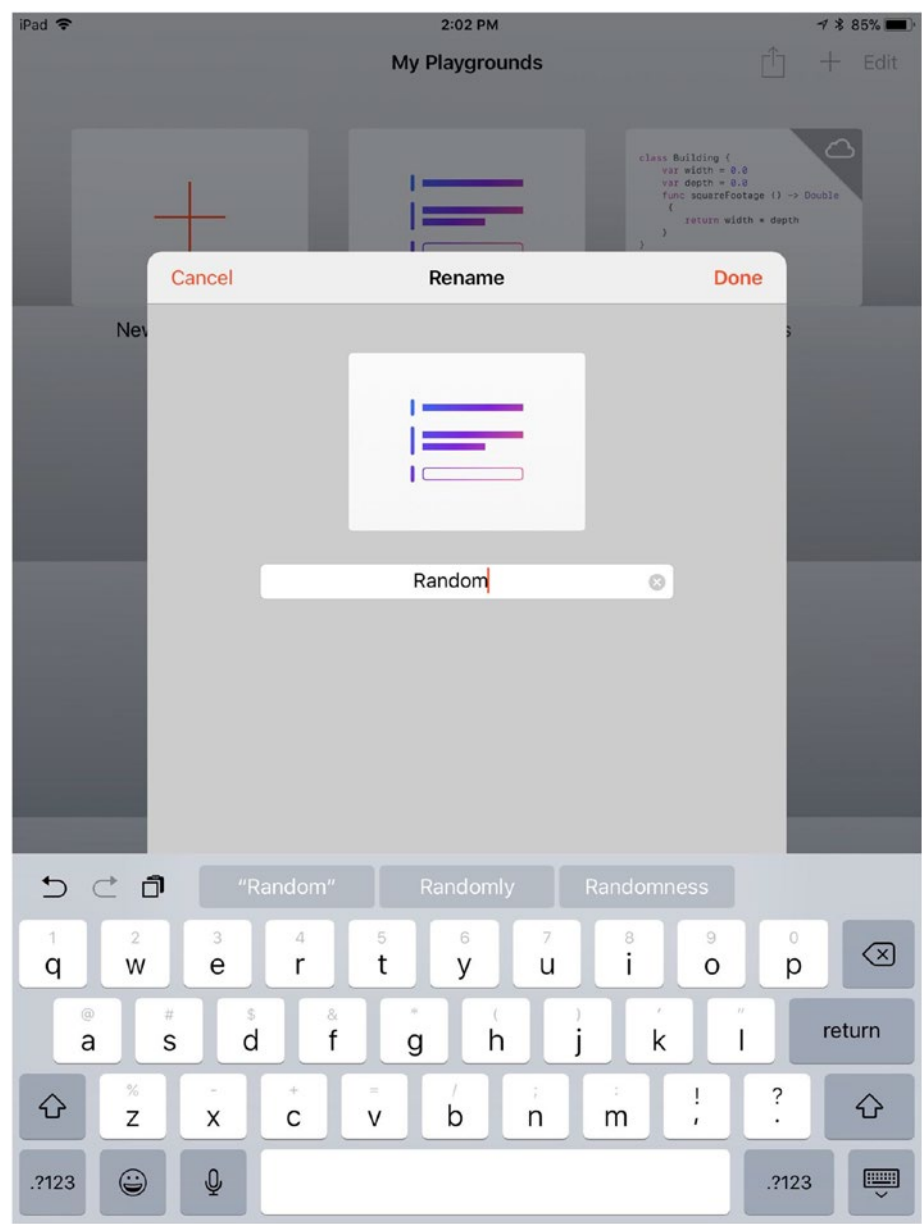 iPad 2:02 PM 85%
My Playgrounds Edit
class Building {
var width = 0.0
var depth = 0.0
func squareFootage () -> Double
{
return width * depth
}
}
Cancel Rename Done
New
s
Random
“Random” Randomly Randomness
1 2 3 4 5 6 7 8 9 0
q w e r t y u i o p
@ # $ & * ( ) ' "
a s d f g h j k l return
% - + = / ; : ! ?
z x c v b n m , .
.?123 .?123